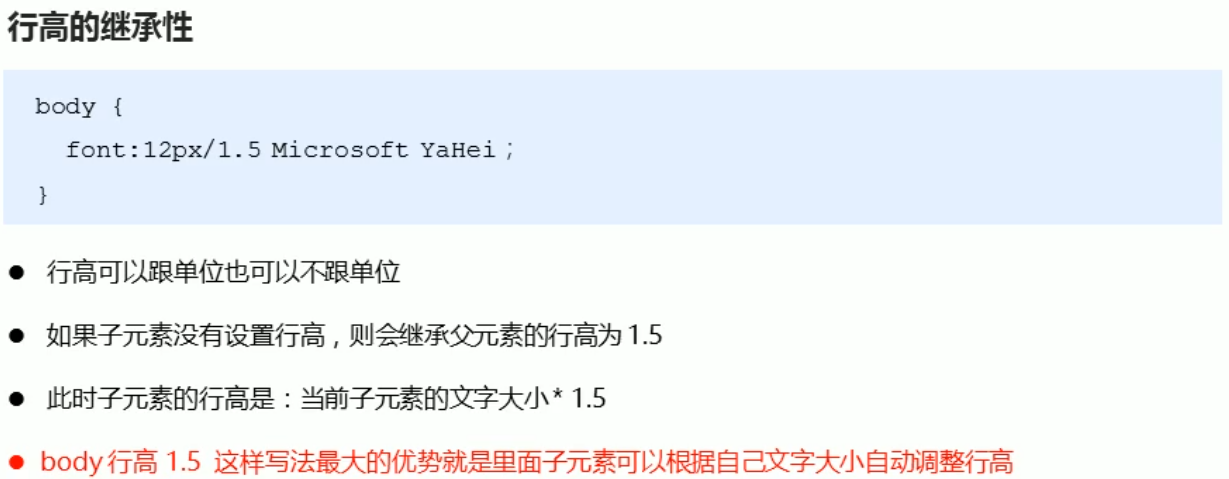 行高的继承性
body {
font:12px/1.5 Microsoft YaHei；
}
● 行高可以跟单位也可以不跟单位
● 如果子元素没有设置行高，则会继承父元素的行高为 1.5
● 此时子元素的行高是：当前子元素的文字大小* 1.5
● body 行高 1.5 这样写法最大的优势就是里面子元素可以根据自己文字大小自动调整行高